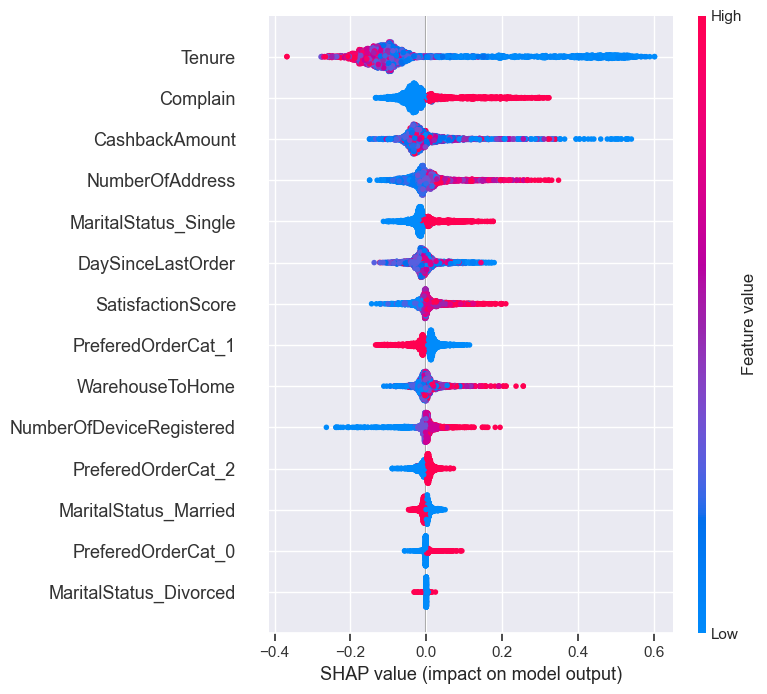 High
Tenure
Complain
CashbackAmount
NumberOfAddress
MaritalStatus_Single
DaySinceLastOrder
SatisfactionScore
PreferedOrderCat_1
WarehouseToHome
NumberOfDeviceRegistered
PreferedOrderCat_2
MaritalStatus_Married
PreferedOrderCat_0
MaritalStatus_Divorced
Feature value
Low
−0.4 −0.2 0.0 0.2 0.4 0.6
SHAP value (impact on model output)